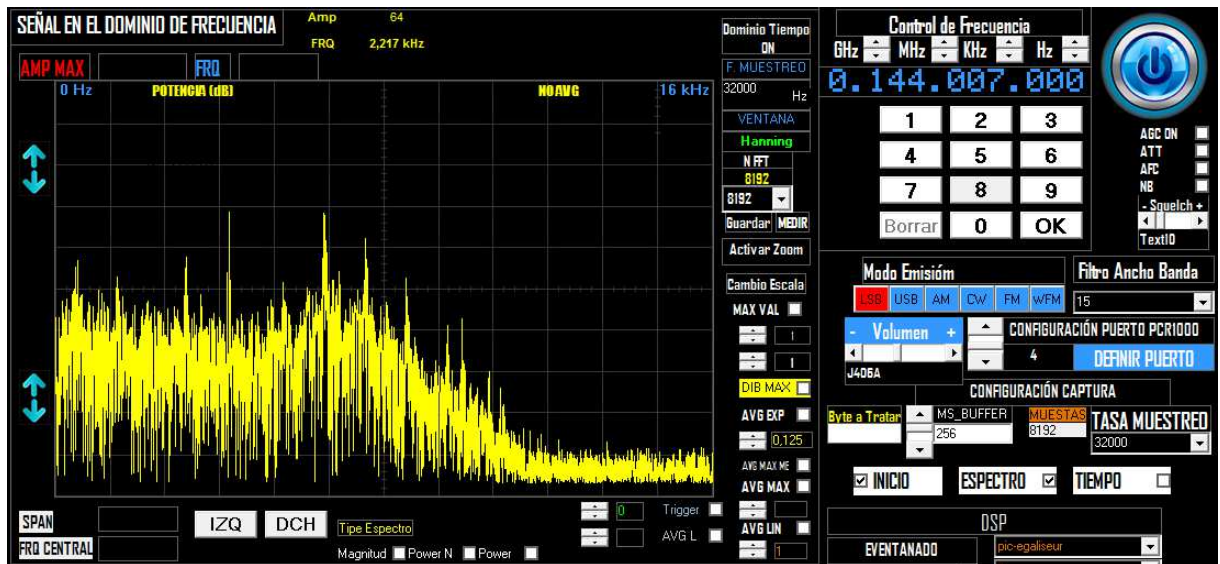 SEÑAL EN EL DOMINIO DE FRECUENCIA
Amp 64
FRQ 2,217 kHz
AMP MAX
FRQ
0 Hz
POTENCIA (dB)
NO AVG
16 kHz
SPAN
FRQ CENTRAL
IZQ
DCH
Tipe Espectro
Magnitud
Power N
Power
0
Trigger
AVG L
Dominio Tiempo
ON
F. MUESTREO
32000
Hz
VENTANA
Hanning
N FFT
8192
8192
Guardar
MEDIR
Activar Zoom
Cambio Escala
MAX VAL
1
1
DIB MAX
AVG EXP
0,125
AVG MAX ME
AVG MAX
AVG LIN
1
Control de Frecuencia
GHz MHz KHz Hz
0.144.007.000
1 2 3
4 5 6
7 8 9
Borrar 0 OK
AGC ON
ATT
AFC
NB
- Squelch +
Text10
Modo Emisióm
LSB USB AM CW FM WFM
Filtro Ancho Banda
15
- Volumen +
J405A
CONFIGURACIÓN PUERTO PCR1000
4
DEFINIR PUERTO
CONFIGURACIÓN CAPTURA
Byte a Tratar
MS_BUFFER
256
MUESTAS
8192
TASA MUESTREO
32000
INICIO
ESPECTRO
TIEMPO
DSP
EVENTANADO
pic-egaliseur